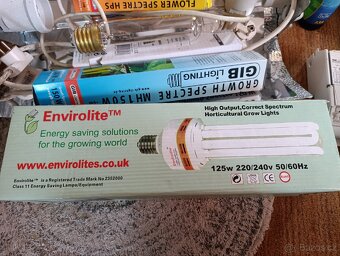 FLOWER SPECTRE HPS
GIB
LIGHTING
GROWTH SPECTRE MH150W
Envirolite™
Energy saving solutions
for the growing world
www.envirolites.co.uk
Envirolite™ is a Registered Trade Mark No 2352000
Class 11 Energy Saving Lamps/Equipment
High Output, Correct Spectrum
Horticultural Grow Lights
125w 220/240v 50/60Hz